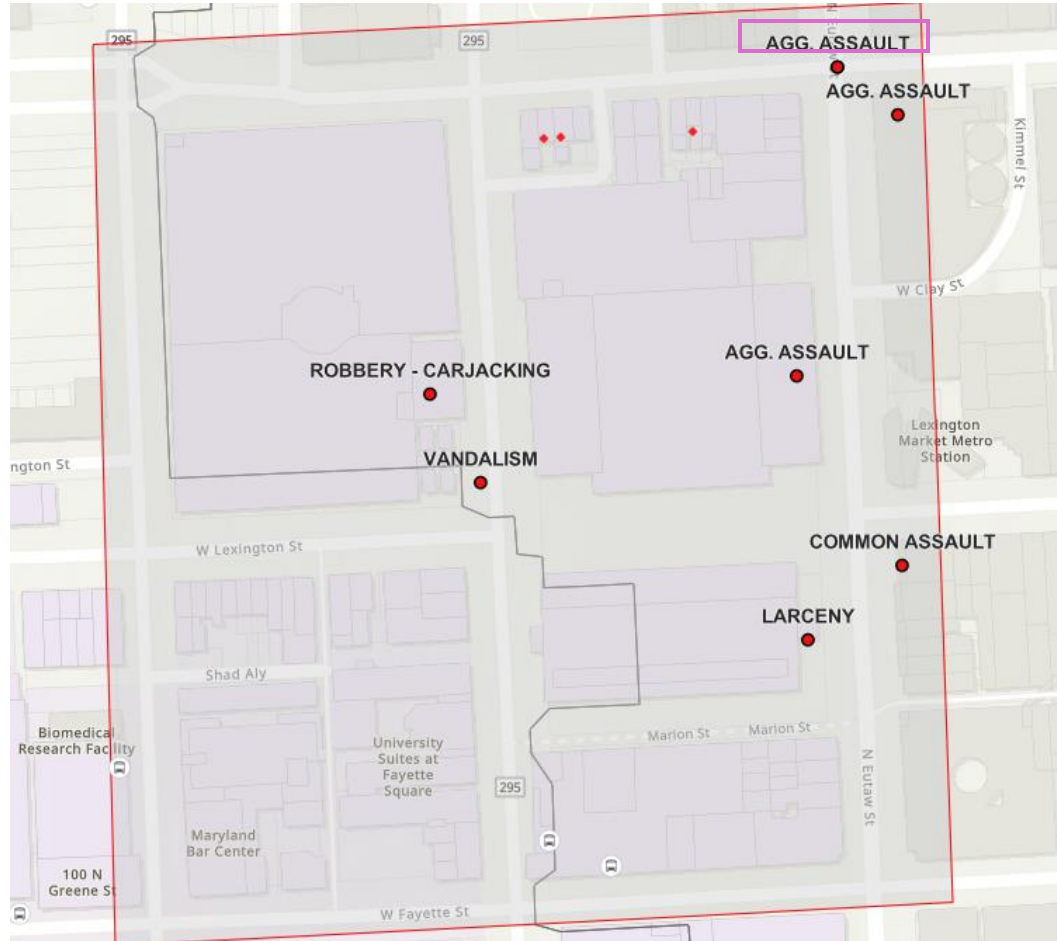 295
295
N Eutaw St
AGG. ASSAULT
AGG. ASSAULT
Kimmel St
W Clay St
AGG. ASSAULT
ROBBERY - CARJACKING
Lexington
Market Metro
Station
VANDALISM
ngton St
W Lexington St
COMMON ASSAULT
LARCENY
Shad Aly
Biomedical
Research Facility
University
Suites at
Fayette
Square
Marion St
Marion St
N Eutaw St
295
Maryland
Bar Center
100 N
Greene St
W Fayette St